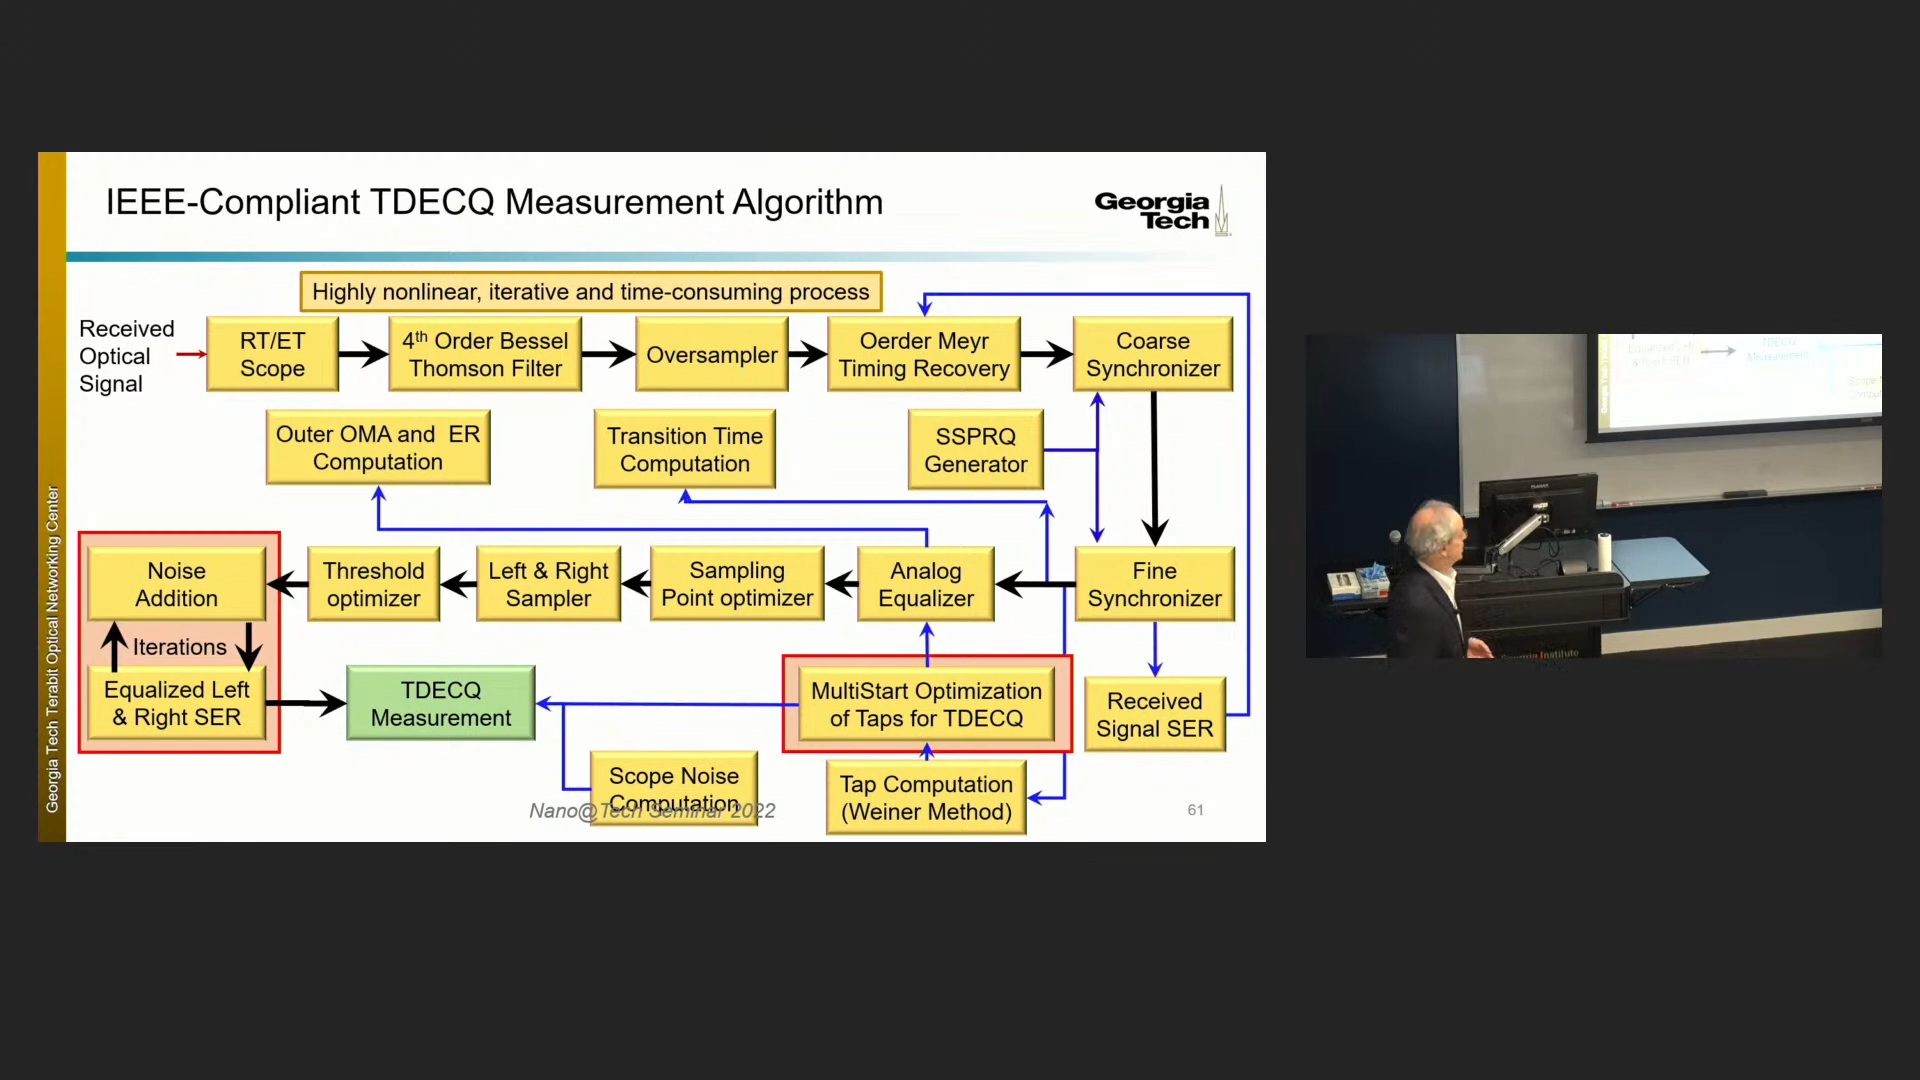 IEEE-Compliant TDECQ Measurement Algorithm
Georgia
Tech
Highly nonlinear, iterative and time-consuming process
Received
Optical
Signal
RT/ET
Scope
4th Order Bessel
Thomson Filter
Oversampler
Oerder Meyr
Timing Recovery
Coarse
Synchronizer
Outer OMA and ER
Computation
Transition Time
Computation
SSPRQ
Generator
Noise
Addition
Threshold
optimizer
Left & Right
Sampler
Sampling
Point optimizer
Analog
Equalizer
Fine
Synchronizer
Iterations
Equalized Left
& Right SER
TDECQ
Measurement
MultiStart Optimization
of Taps for TDECQ
Received
Signal SER
Scope Noise
Computation
Tap Computation
(Weiner Method)
Nano@Tech Seminar 2022
61
Georgia Tech Terabit Optical Networking Center
TDECQ
Measurement